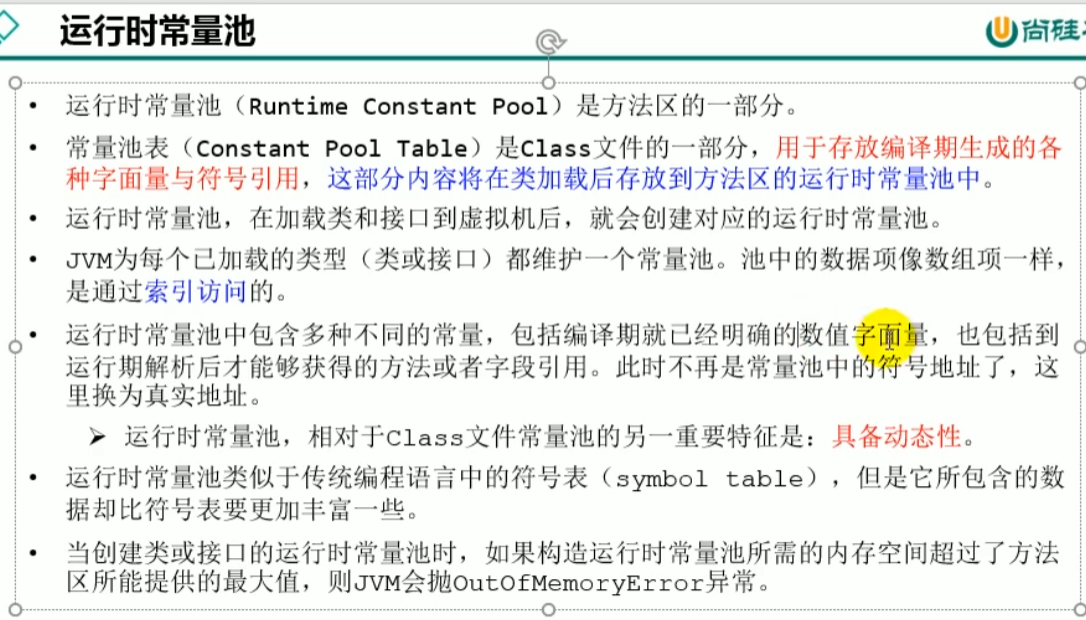 运行时常量池
尚硅
• 运行时常量池（Runtime Constant Pool）是方法区的一部分。
• 常量池表（Constant Pool Table）是Class文件的一部分，用于存放编译期生成的各
种字面量与符号引用，这部分内容将在类加载后存放到方法区的运行时常量池中。
• 运行时常量池，在加载类和接口到虚拟机后，就会创建对应的运行时常量池。
• JVM为每个已加载的类型（类或接口）都维护一个常量池。池中的数据项像数组项一样，
是通过索引访问的。
• 运行时常量池中包含多种不同的常量，包括编译期就已经明确的数值字面量，也包括到
运行期解析后才能够获得的方法或者字段引用。此时不再是常量池中的符号地址了，这
里换为真实地址。
➢ 运行时常量池，相对于Class文件常量池的另一重要特征是：具备动态性。
• 运行时常量池类似于传统编程语言中的符号表（symbol table），但是它所包含的数
据却比符号表要更加丰富一些。
• 当创建类或接口的运行时常量池时，如果构造运行时常量池所需的内存空间超过了方法
区所能提供的最大值，则JVM会抛OutOfMemoryError异常。